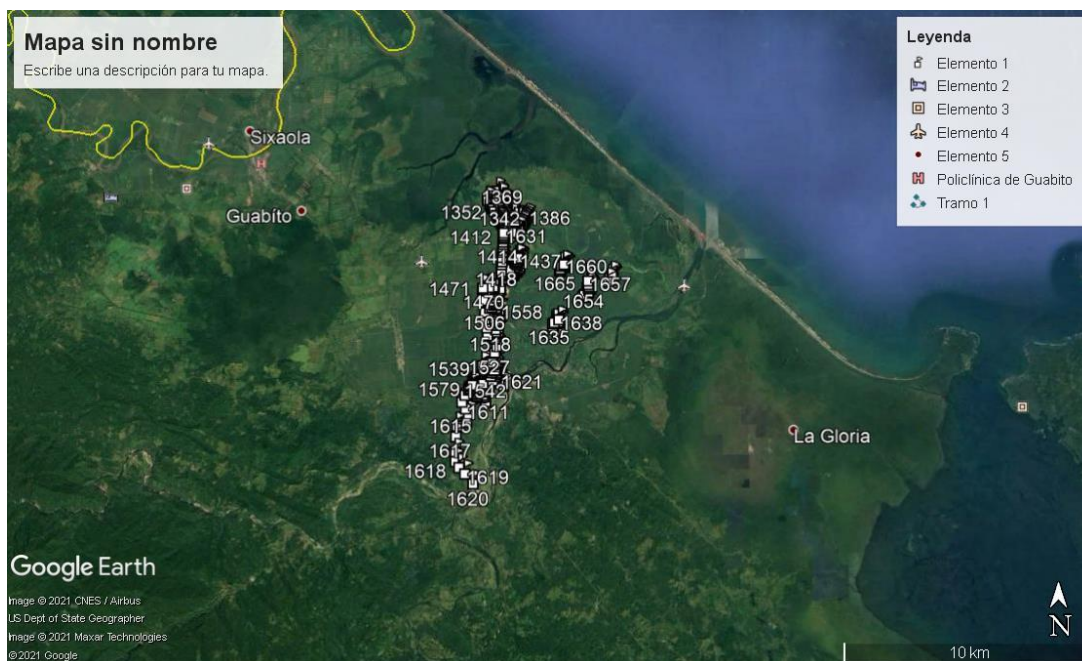 Mapa sin nombre
Escribe una descripción para tu mapa.
Leyenda
Elemento 1
Elemento 2
Elemento 3
Elemento 4
Elemento 5
Policlínica de Guabito
Tramo 1
Sixaola
Guabito
1369
1352
1342
1386
1412
1631
1414
1437
1660
1418
1471
1665
1657
1470
1654
1558
1506
1638
1635
1518
1539
1527
1621
1579
1542
1611
1615
La Gloria
1617
1618
1619
1620
Google Earth
Image © 2021 CNES / Airbus
US Dept of State Geographer
Image © 2021 Maxar Technologies
© 2021 Google
N
10 km